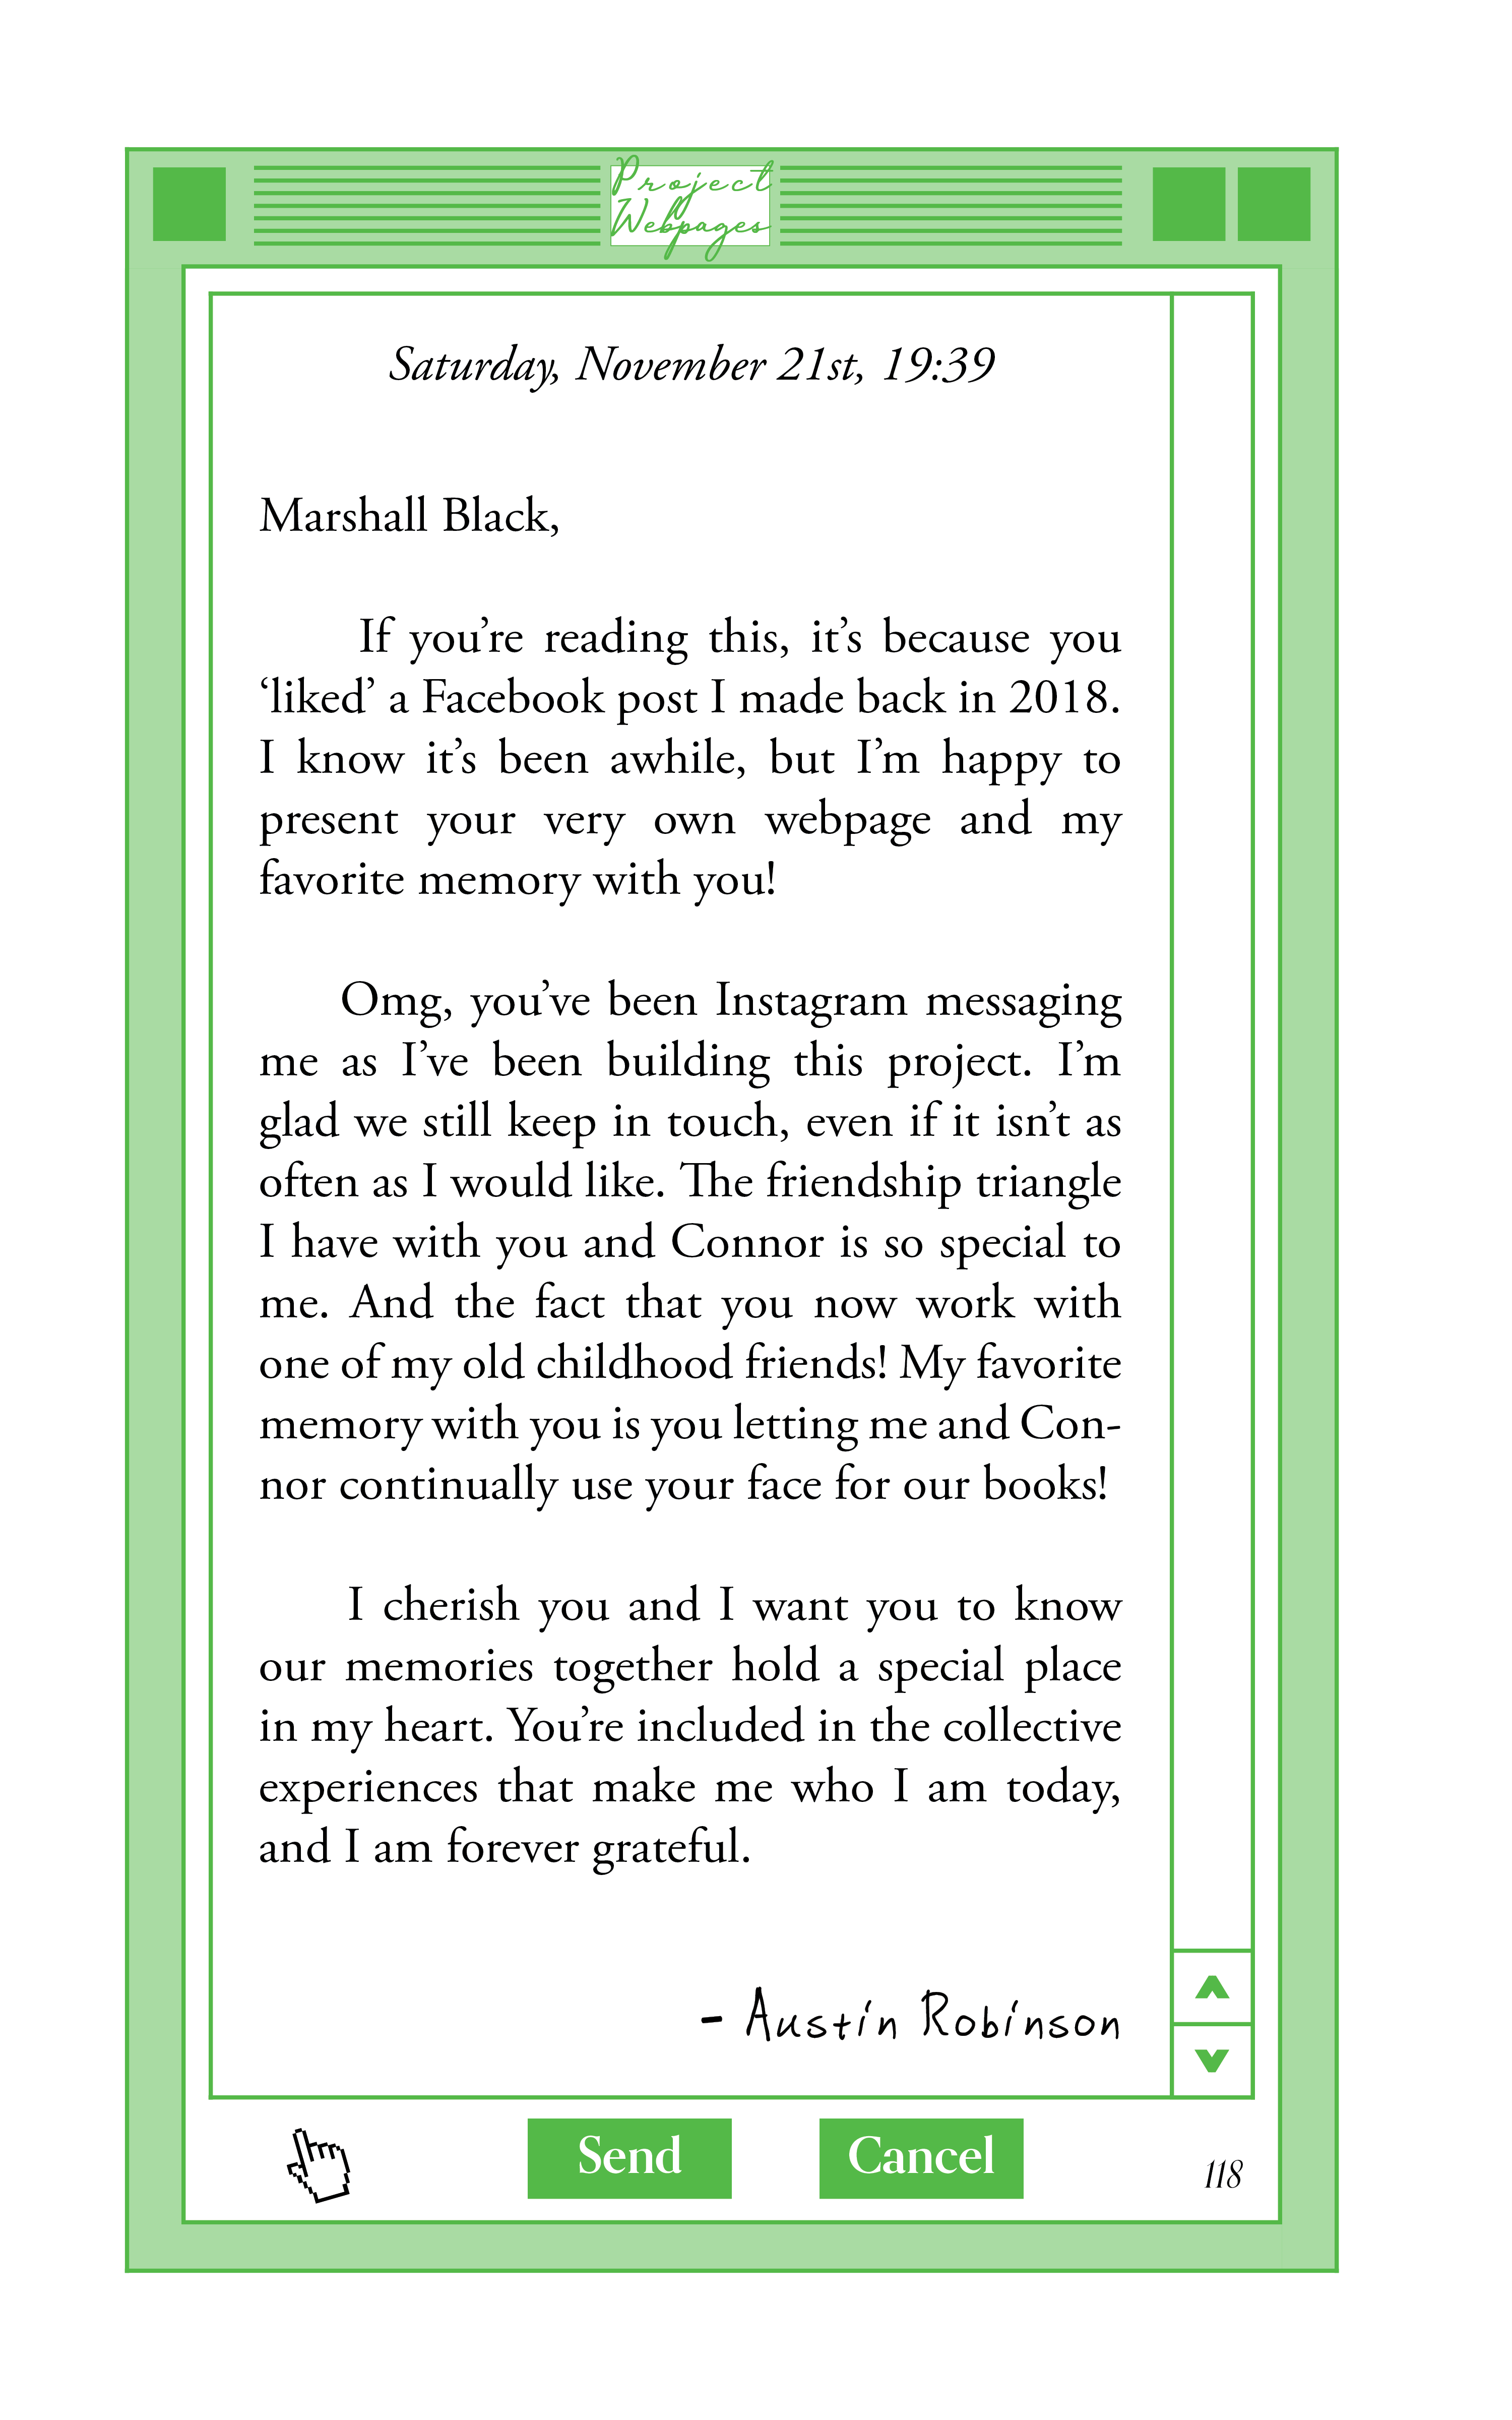 Project
Webpages
Saturday, November 21st, 19:39
Marshall Black,
If you’re reading this, it’s because you
‘liked’ a Facebook post I made back in 2018.
I know it’s been awhile, but I’m happy to
present your very own webpage and my
favorite memory with you!
Omg, you’ve been Instagram messaging
me as I’ve been building this project. I’m
glad we still keep in touch, even if it isn’t as
often as I would like. The friendship triangle
I have with you and Connor is so special to
me. And the fact that you now work with
one of my old childhood friends! My favorite
memory with you is you letting me and Con-
nor continually use your face for our books!
I cherish you and I want you to know
our memories together hold a special place
in my heart. You’re included in the collective
experiences that make me who I am today,
and I am forever grateful.
- Austin Robinson
Send Cancel
118